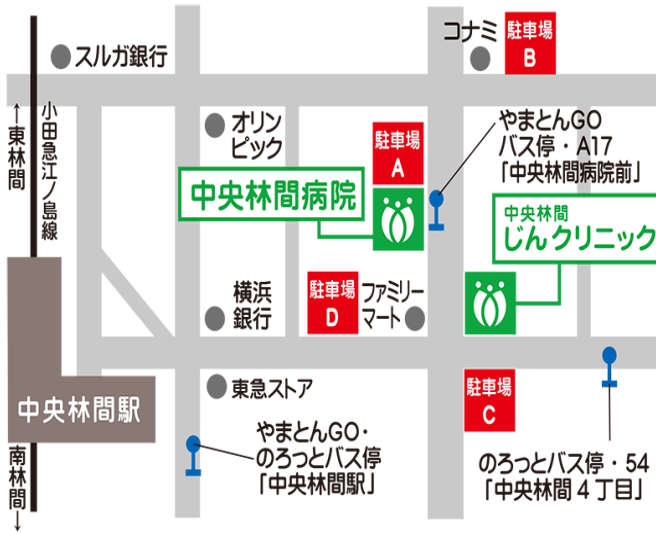 スルガ銀行
コナミ
駐車場
B
↑東林間
小田急江ノ島線
オリン
ピック
駐車場
A
やまとんGO
バス停・A17
「中央林間病院前」
中央林間病院
中央林間
じんクリニック
横浜
銀行
駐車場
D
ファミリー
マート
中央林間駅
東急ストア
駐車場
C
やまとんGO・
のろっとバス停
「中央林間駅」
のろっとバス停・54
「中央林間4丁目」
南林間↓